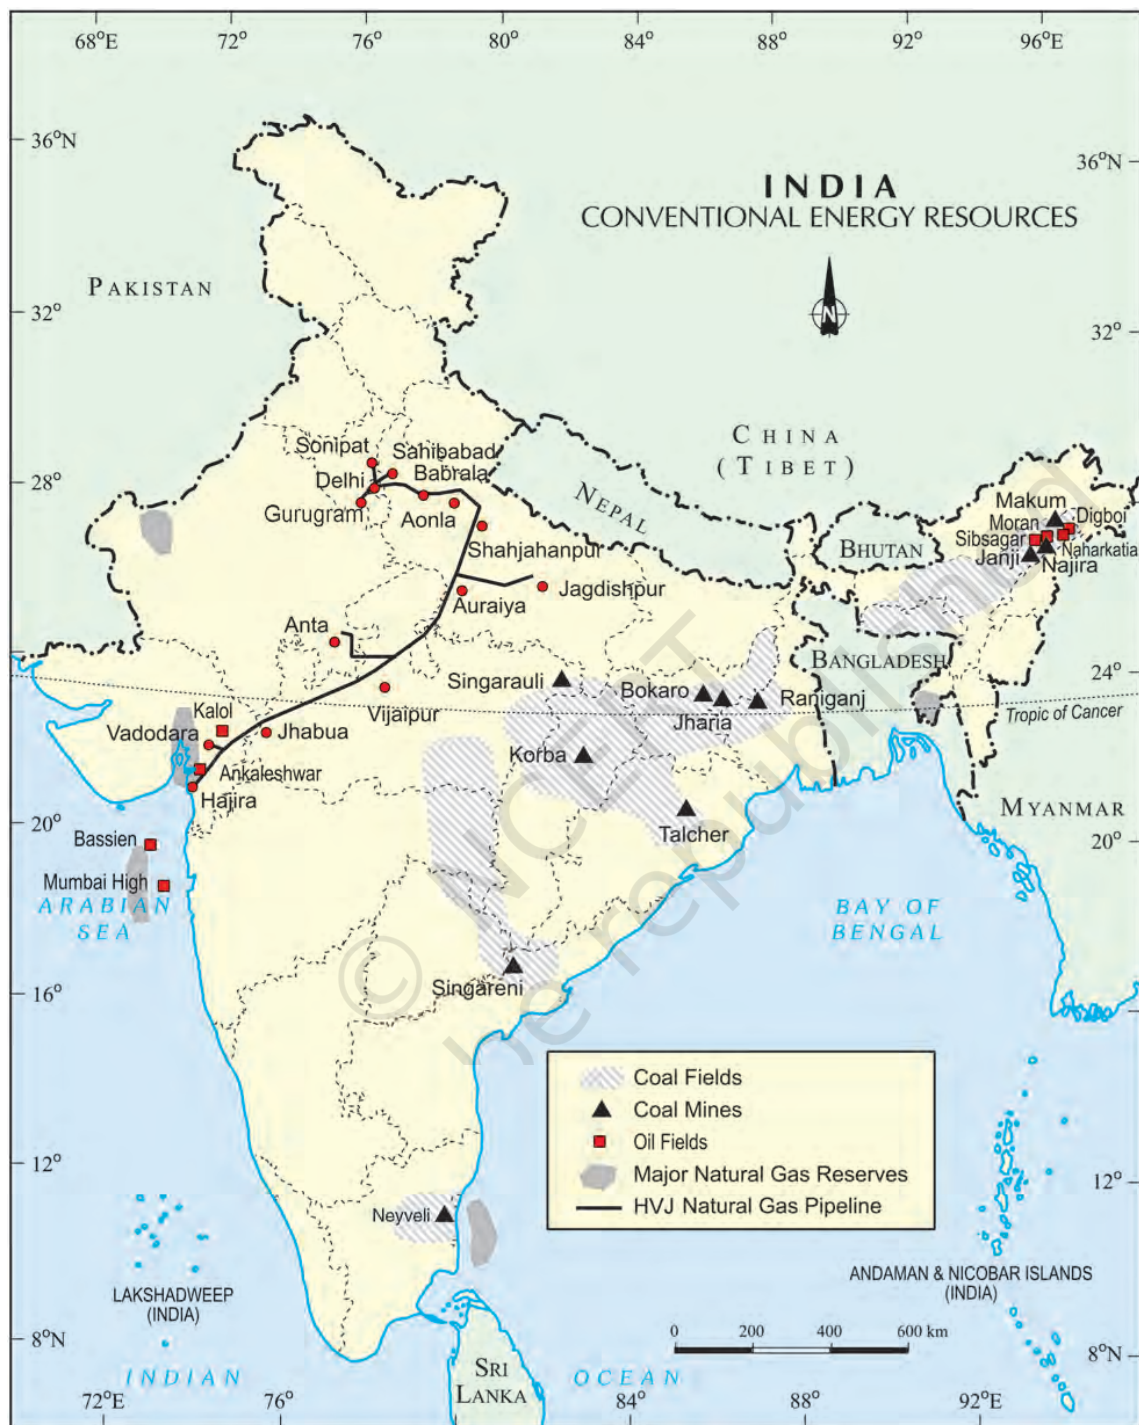 68°E 72° 76° 80° 84° 88° 92° 96°E
36°N
36°N
INDIA
CONVENTIONAL ENERGY RESOURCES
PAKISTAN
N
32°
32°
CHINA
(TIBET)
Sonipat
Sahibabad
Delhi
Babrala
28°
28°
Gurugram
Aonla
NEPAL
Shahjahanpur
Makum
Moran
Digboi
Sibsagar
Naharkatia
Janji
Najira
BHUTAN
Auraiya
Jagdishpur
Anta
BANGLADESH
24°
24°
Singarauli
Bokaro
Raniganj
Jharia
Tropic of Cancer
Vijaipur
Kalol
Vadodara
Jhabua
Korba
Ankaleshwar
Hajira
MYANMAR
20°
20°
Talcher
Bassien
Mumbai High
ARABIAN
SEA
BAY OF
BENGAL
Singareni
16°
16°
© NCERT
be republished
Coal Fields
Coal Mines
Oil Fields
Major Natural Gas Reserves
HVJ Natural Gas Pipeline
12°
12°
Neyveli
LAKSHADWEEP
(INDIA)
ANDAMAN & NICOBAR ISLANDS
(INDIA)
0 200 400 600 km
8°N
8°N
INDIAN
OCEAN
SRI
LANKA
72°E 76° 84° 88° 92°E